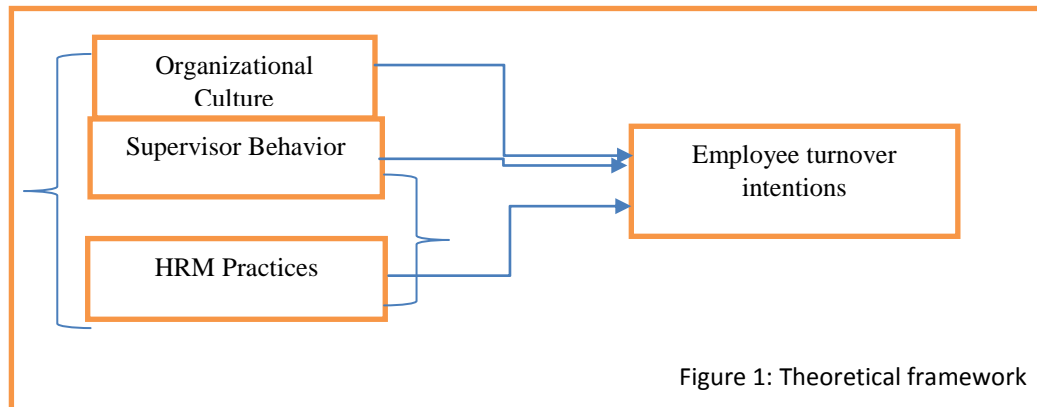 Organizational
Culture
Supervisor Behavior
HRM Practices
Employee turnover
intentions
Figure 1: Theoretical framework